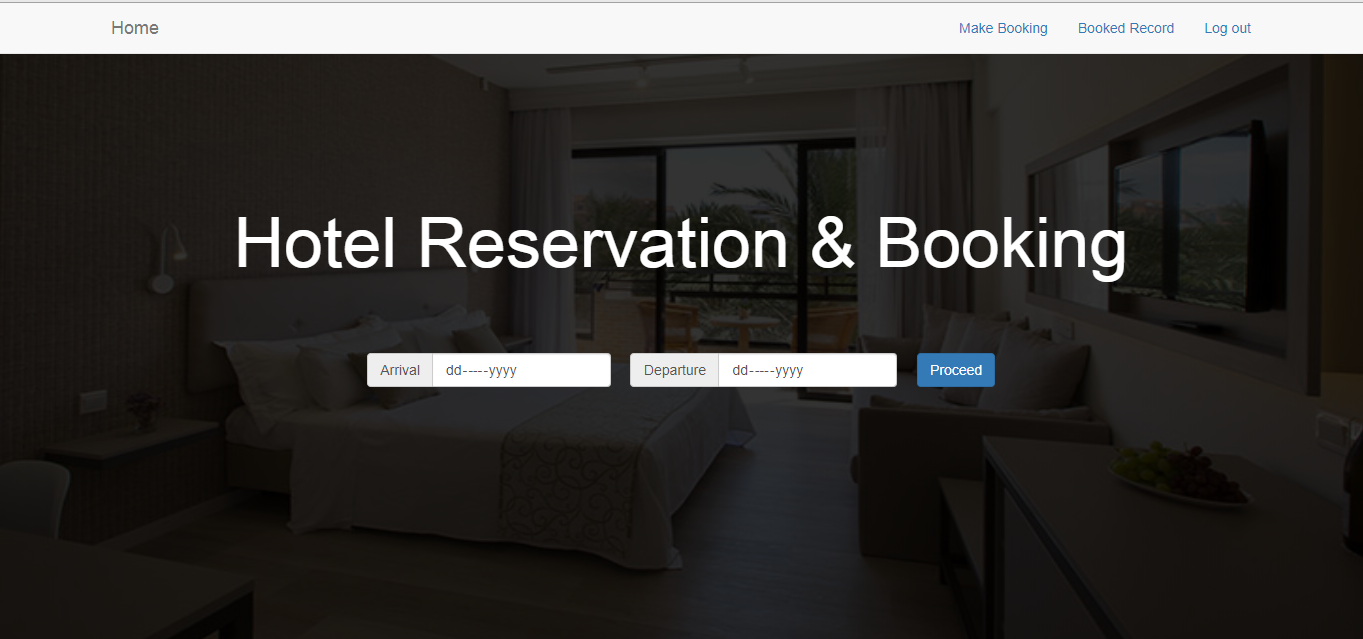 Home Make Booking Booked Record Log out
Hotel Reservation & Booking
Arrival dd-----yyyy Departure dd-----yyyy Proceed